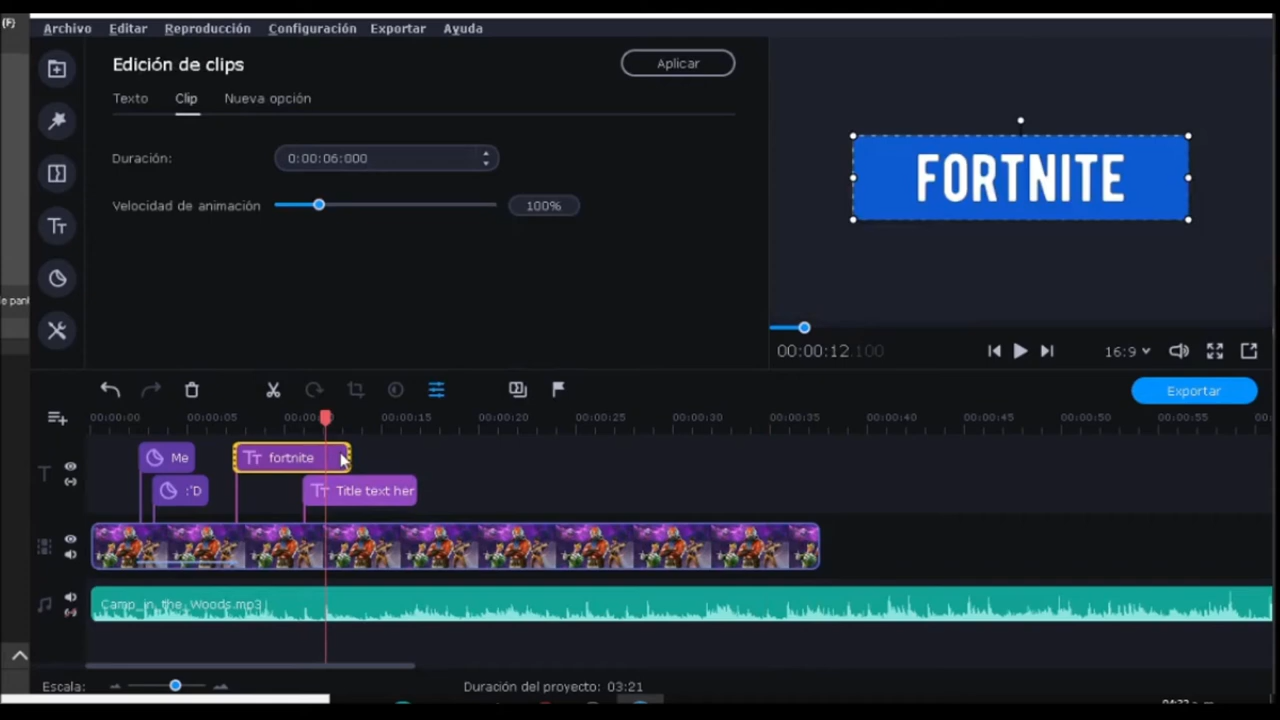 (F)
Archivo Editar Reproducción Configuración Exportar Ayuda
Edición de clips
Aplicar
Texto Clip Nueva opción
Duración: 0:00:06:000
Velocidad de animación 100%
FORTNITE
00:00:12.100
16:9
Exportar
00:00:00 00:00:05 00:00: 00:00:15 00:00:20 00:00:25 00:00:30 00:00:35 00:00:40 00:00:45 00:00:50 00:00:55 00:
Me
fortnite
:'D
Title text her
Camp_in_the_Woods.mp3
Escala:
Duración del proyecto: 03:21